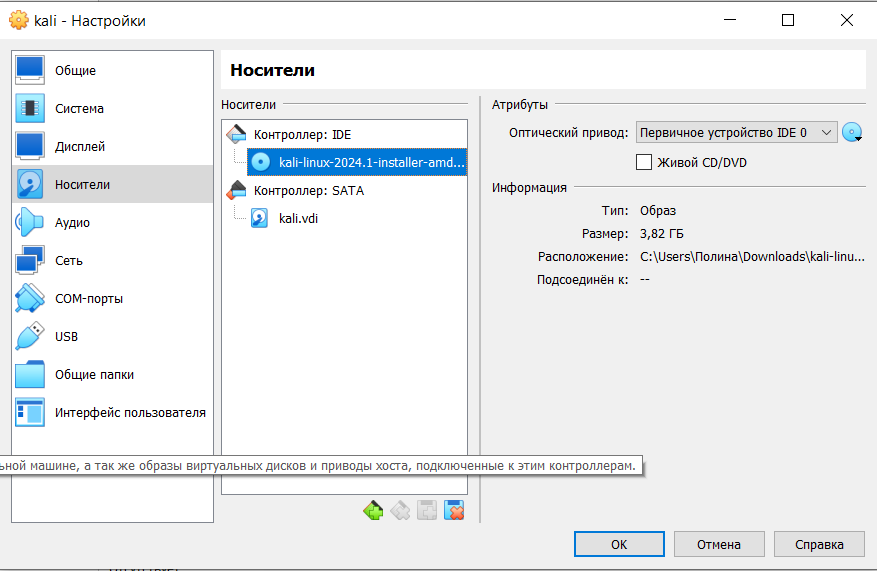 kali - Настройки
Общие
Система
Дисплей
Носители
Аудио
Сеть
COM-порты
USB
Общие папки
Интерфейс пользователя
Носители
Носители
Контроллер: IDE
kali-linux-2024.1-installer-amd...
Контроллер: SATA
kali.vdi
Атрибуты
Оптический привод: Первичное устройство IDE 0
Живой CD/DVD
Информация
Тип: Образ
Размер: 3,82 ГБ
Расположение: C:\Users\Полина\Downloads\kali-linu...
Подсоединён к: --
ьной машине, а так же образы виртуальных дисков и приводы хоста, подключенные к этим контроллерам.
OK
Отмена
Справка